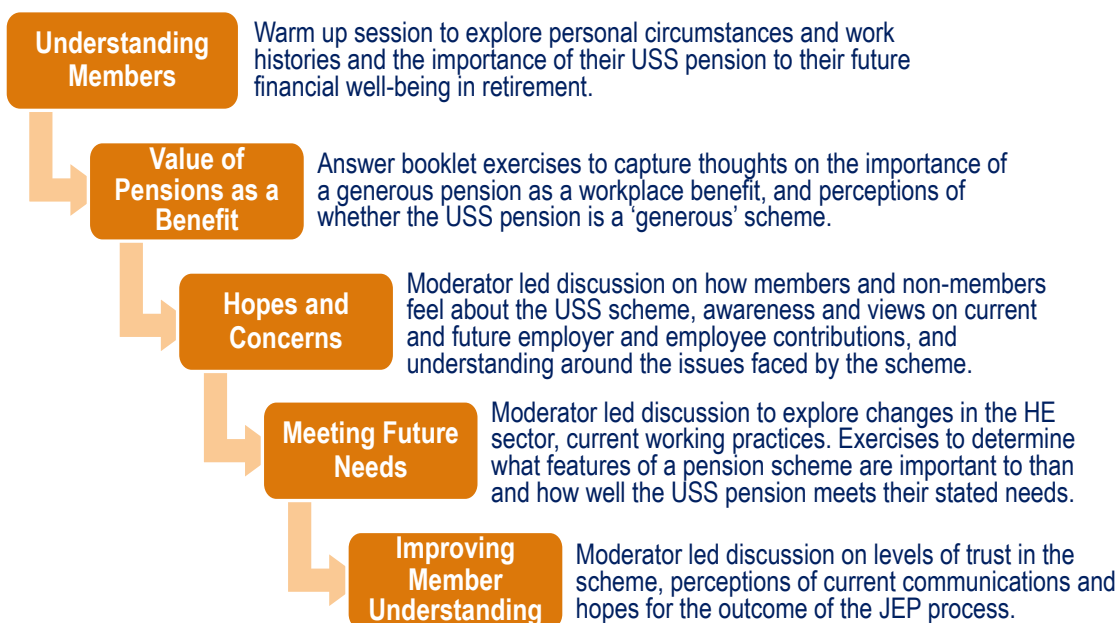 Understanding
Members
Warm up session to explore personal circumstances and work
histories and the importance of their USS pension to their future
financial well-being in retirement.
Value of
Pensions as a
Benefit
Answer booklet exercises to capture thoughts on the importance of
a generous pension as a workplace benefit, and perceptions of
whether the USS pension is a ‘generous’ scheme.
Hopes and
Concerns
Moderator led discussion on how members and non-members
feel about the USS scheme, awareness and views on current
and future employer and employee contributions, and
understanding around the issues faced by the scheme.
Meeting Future
Needs
Moderator led discussion to explore changes in the HE
sector, current working practices. Exercises to determine
what features of a pension scheme are important to than
and how well the USS pension meets their stated needs.
Improving
Member
Understanding
Moderator led discussion on levels of trust in the
scheme, perceptions of current communications and
hopes for the outcome of the JEP process.